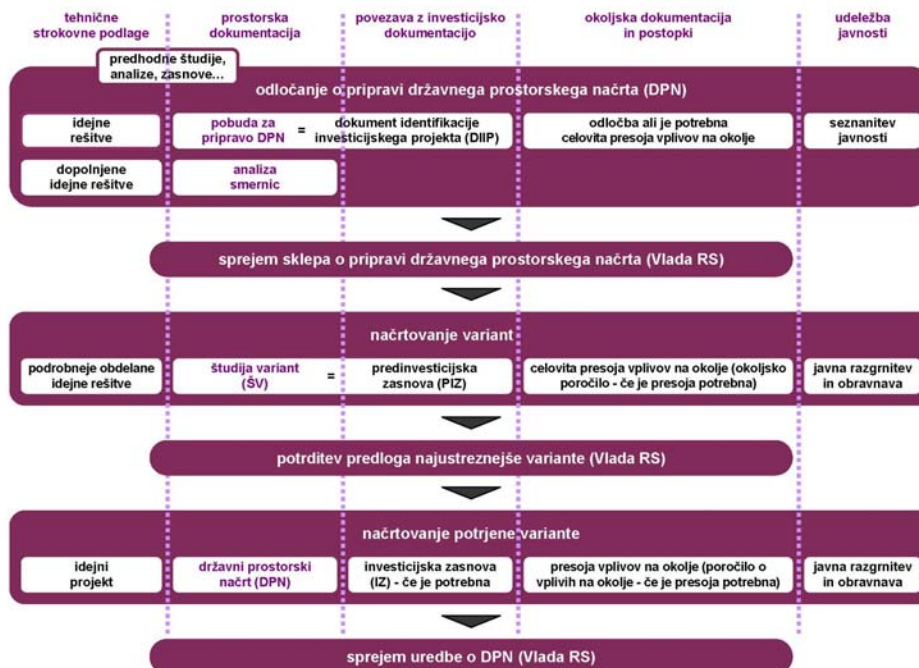 tehnične
strokovne podlage
prostorska
dokumentacija
povezava z investicijsko
dokumentacijo
okoljska dokumentacija
in postopki
udeležba
javnosti
predhodne študije,
analize, zasnove...
odločanje o pripravi državnega prostorskega načrta (DPN)
idejne
rešitve
pobuda za
pripravo DPN
=
dokument identifikacije
investicijskega projekta (DIIP)
odločba ali je potrebna
celovita presoja vplivov na okolje
seznanitev
javnosti
dopolnjene
idejne rešitve
analiza
smernic
sprejem sklepa o pripravi državnega prostorskega načrta (Vlada RS)
načrtovanje variant
podrobneje obdelane
idejne rešitve
študija variant
(ŠV)
=
predinvesticijska
zasnova (PIZ)
celovita presoja vplivov na okolje (okoljsko
poročilo - če je presoja potrebna)
javna razgrnitev
in obravnava
potrditev predloga najustreznejše variante (Vlada RS)
načrtovanje potrjene variante
idejni
projekt
državni prostorski
načrt (DPN)
investicijska zasnova
(IZ) - če je potrebna
presoja vplivov na okolje (poročilo o
vplivih na okolje - če je presoja potrebna)
javna razgrnitev
in obravnava
sprejem uredbe o DPN (Vlada RS)